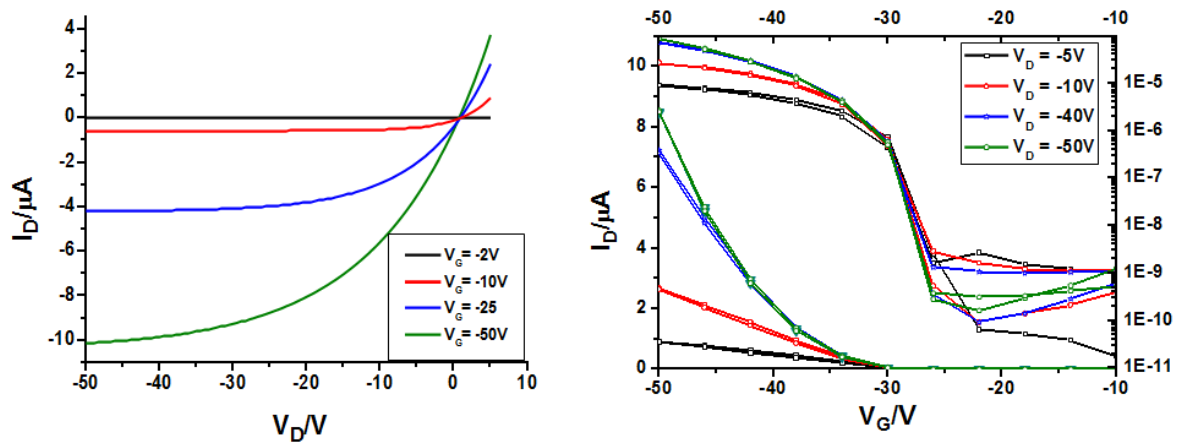 4
2
0
-2
-4
-6
-8
-10
I_D/μA
-50 -40 -30 -20 -10 0 10
V_D/V
V_G= -2V
V_G= -10V
V_G= -25
V_G= -50V
-50 -40 -30 -20 -10
10
8
6
4
2
0
I_D/μA
-50 -40 -30 -20 -10
V_G/V
V_D = -5V
V_D = -10V
V_D = -40V
V_D = -50V
1E-5
1E-6
1E-7
1E-8
1E-9
1E-10
1E-11